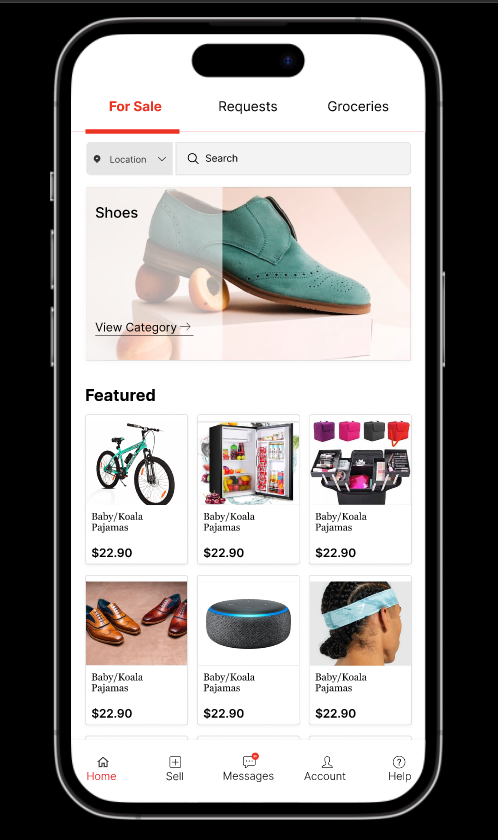 For Sale Requests Groceries
Location Search
Shoes
View Category
Featured
Baby/Koala
Pajamas
$22.90
Baby/Koala
Pajamas
$22.90
Baby/Koala
Pajamas
$22.90
Baby/Koala
Pajamas
$22.90
Baby/Koala
Pajamas
$22.90
Baby/Koala
Pajamas
$22.90
Home Sell Messages Account Help